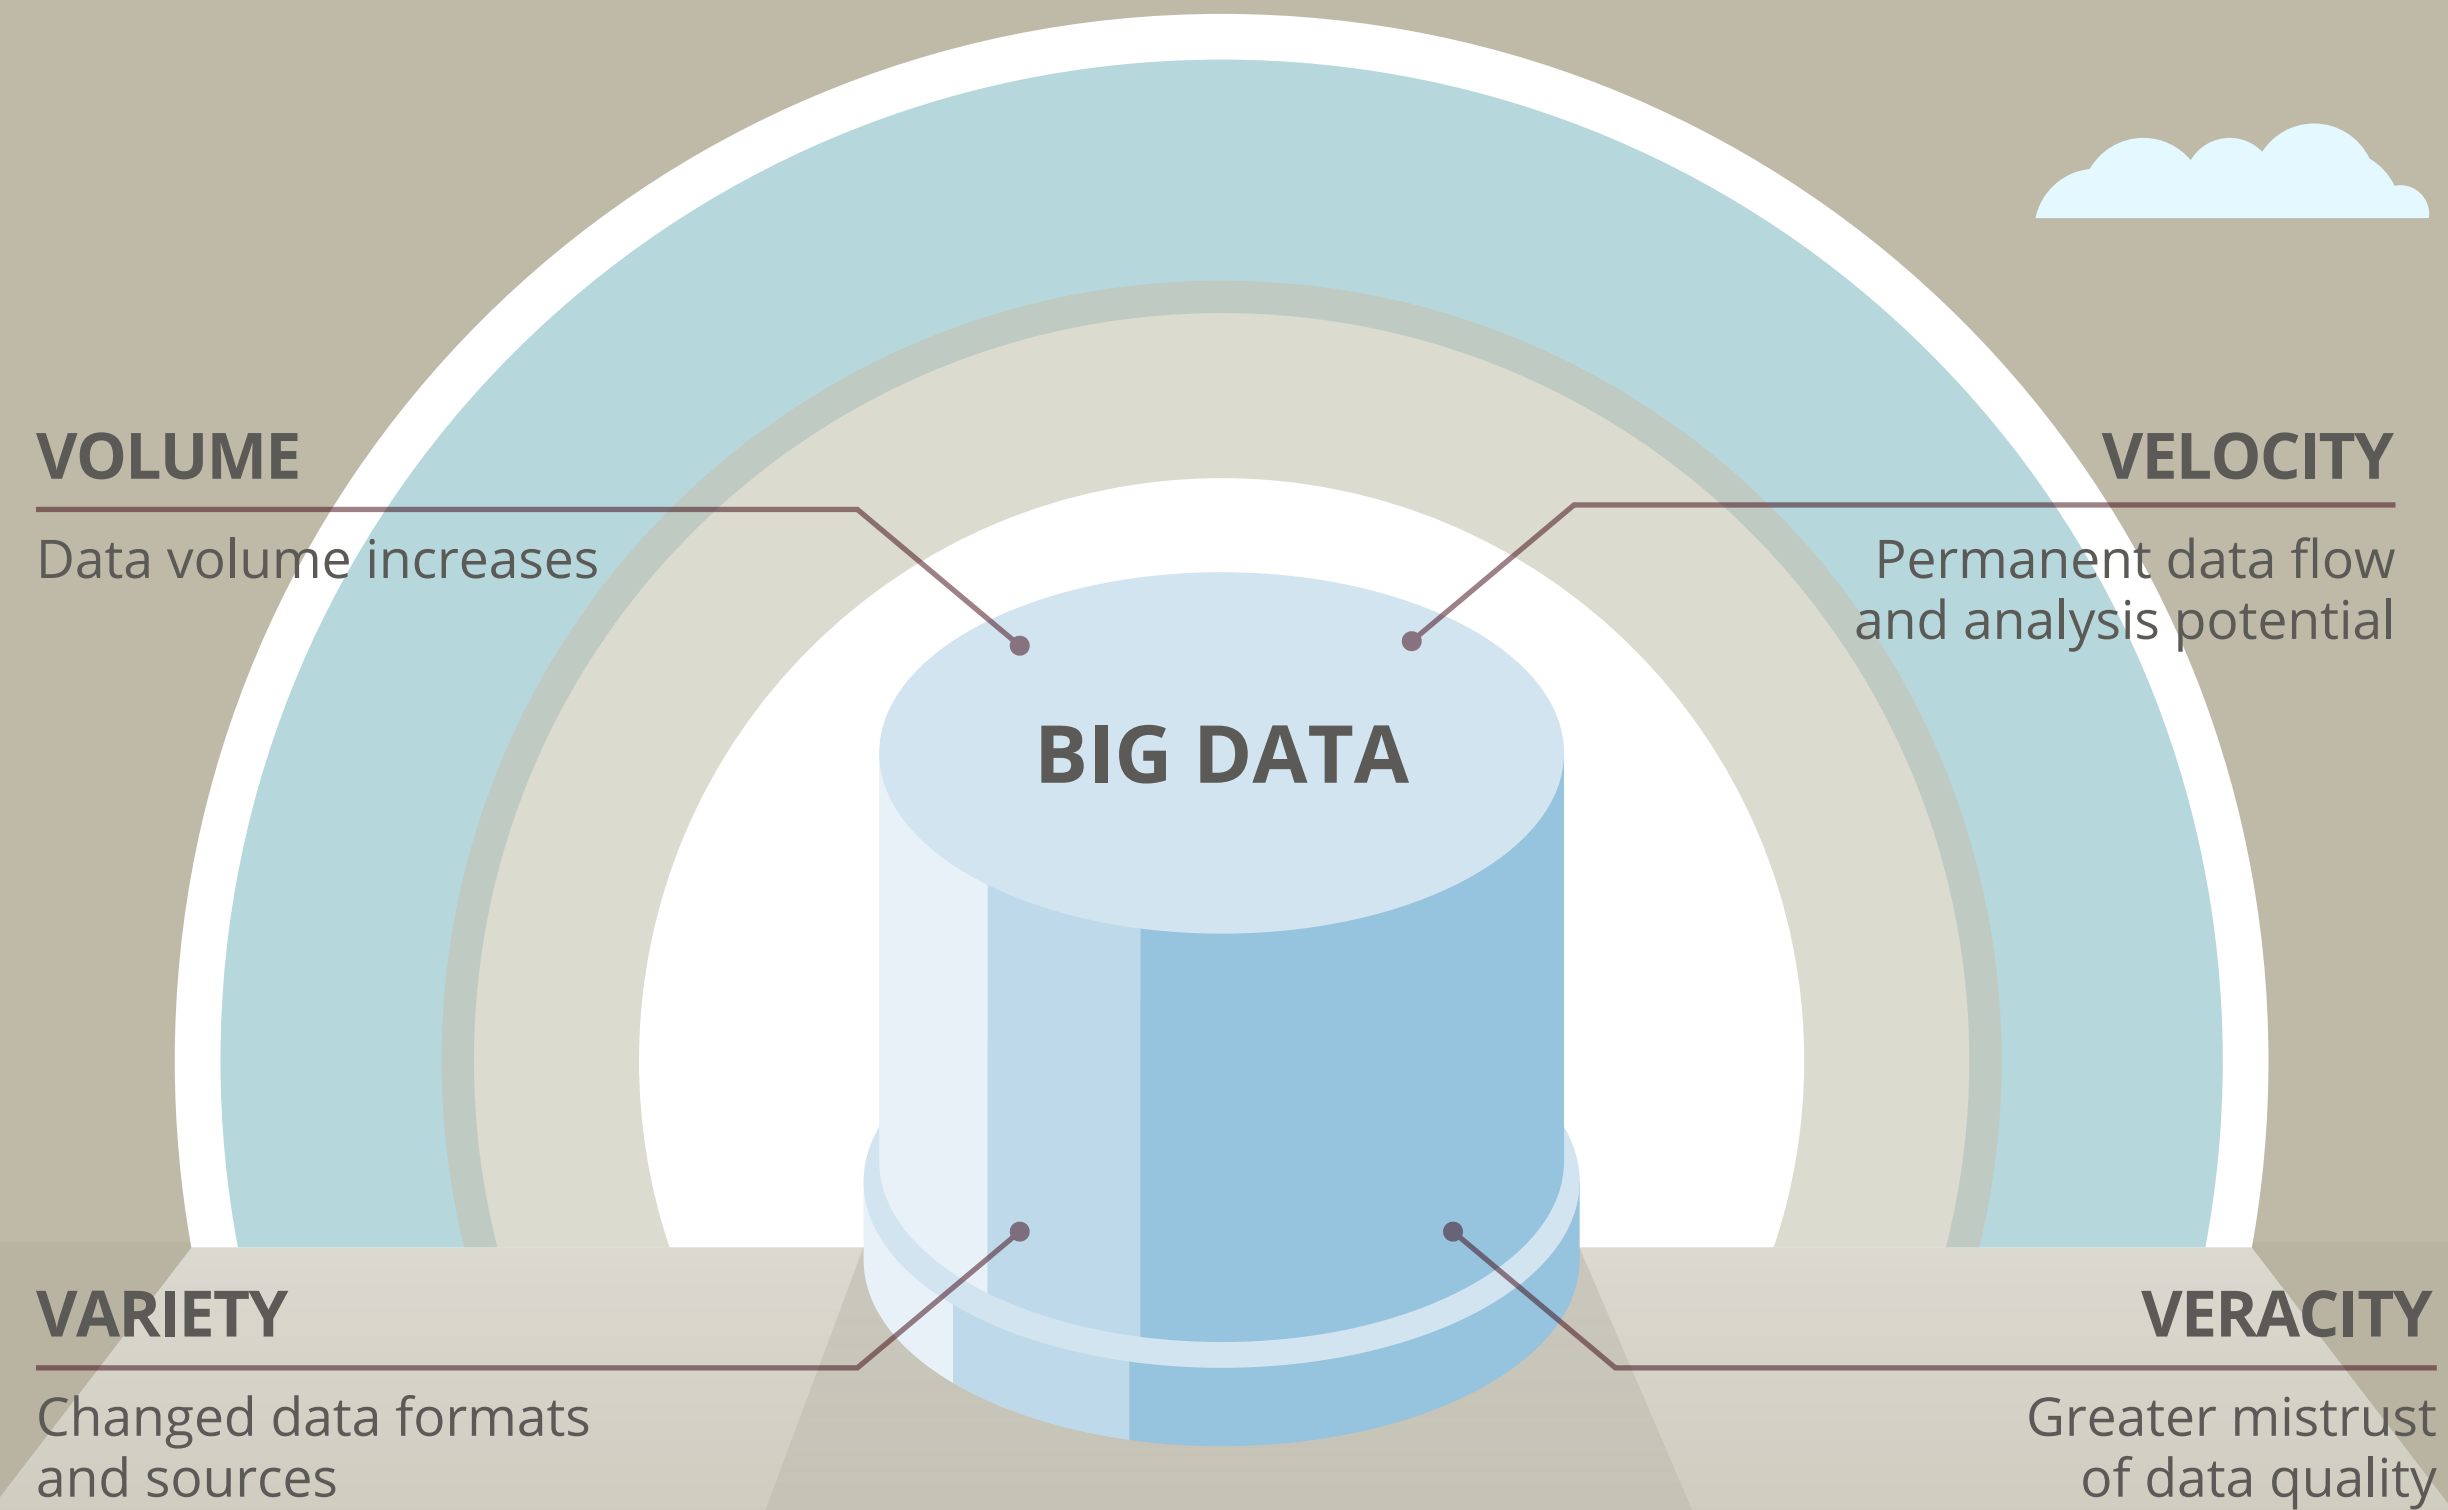 VOLUME
Data volume increases
VELOCITY
Permanent data flow
and analysis potential
BIG DATA
VARIETY
Changed data formats
and sources
VERACITY
Greater mistrust
of data quality